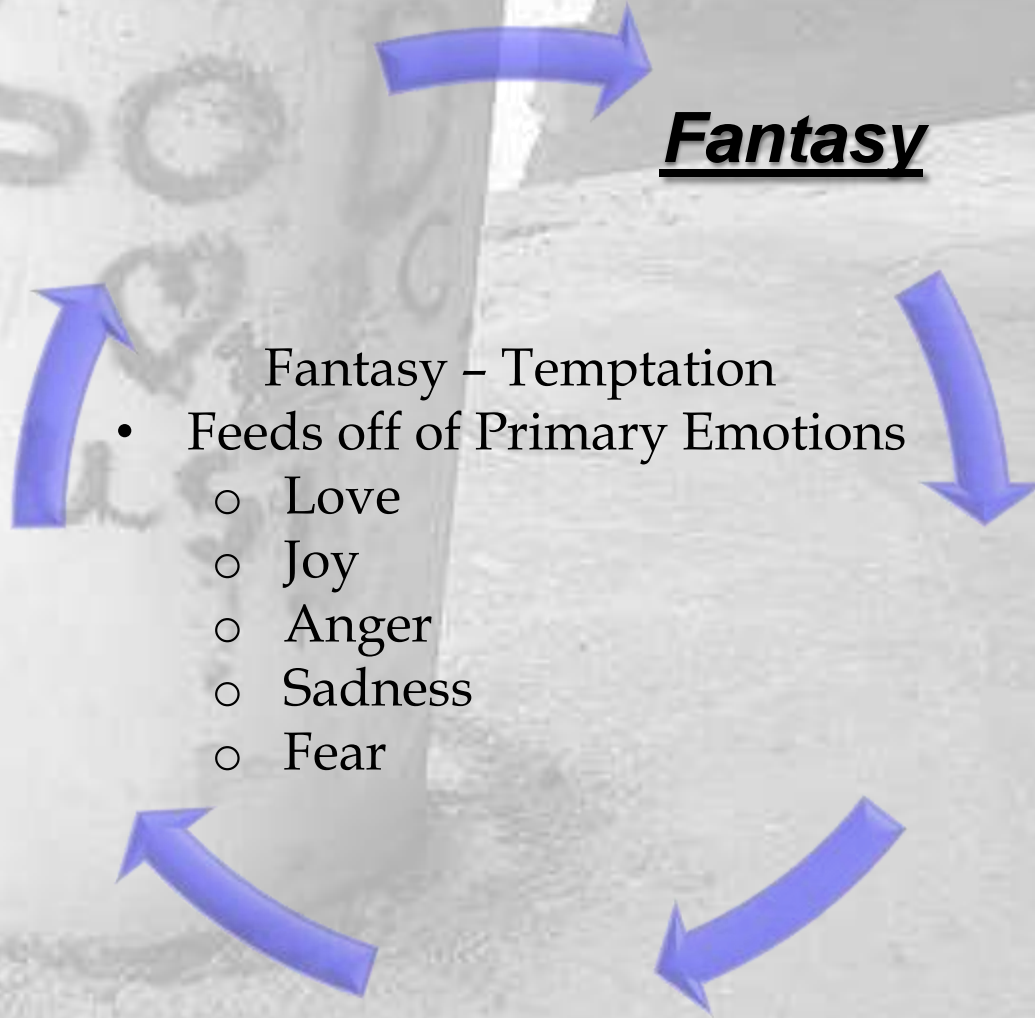 Fantasy
Fantasy – Temptation
• Feeds off of Primary Emotions
o Love
o Joy
o Anger
o Sadness
o Fear